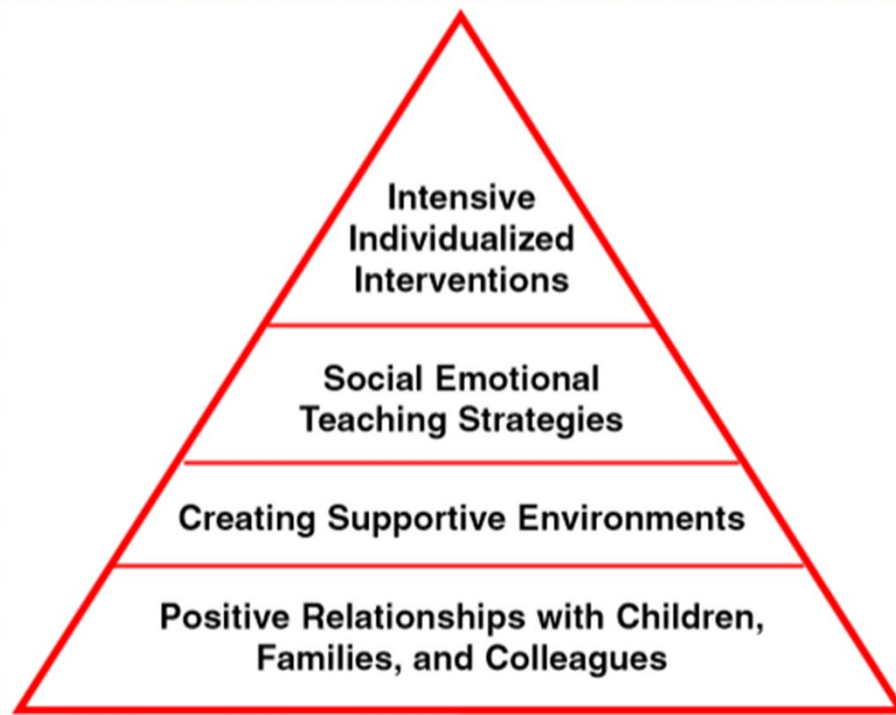 Intensive
Individualized
Interventions
Social Emotional
Teaching Strategies
Creating Supportive Environments
Positive Relationships with Children,
Families, and Colleagues